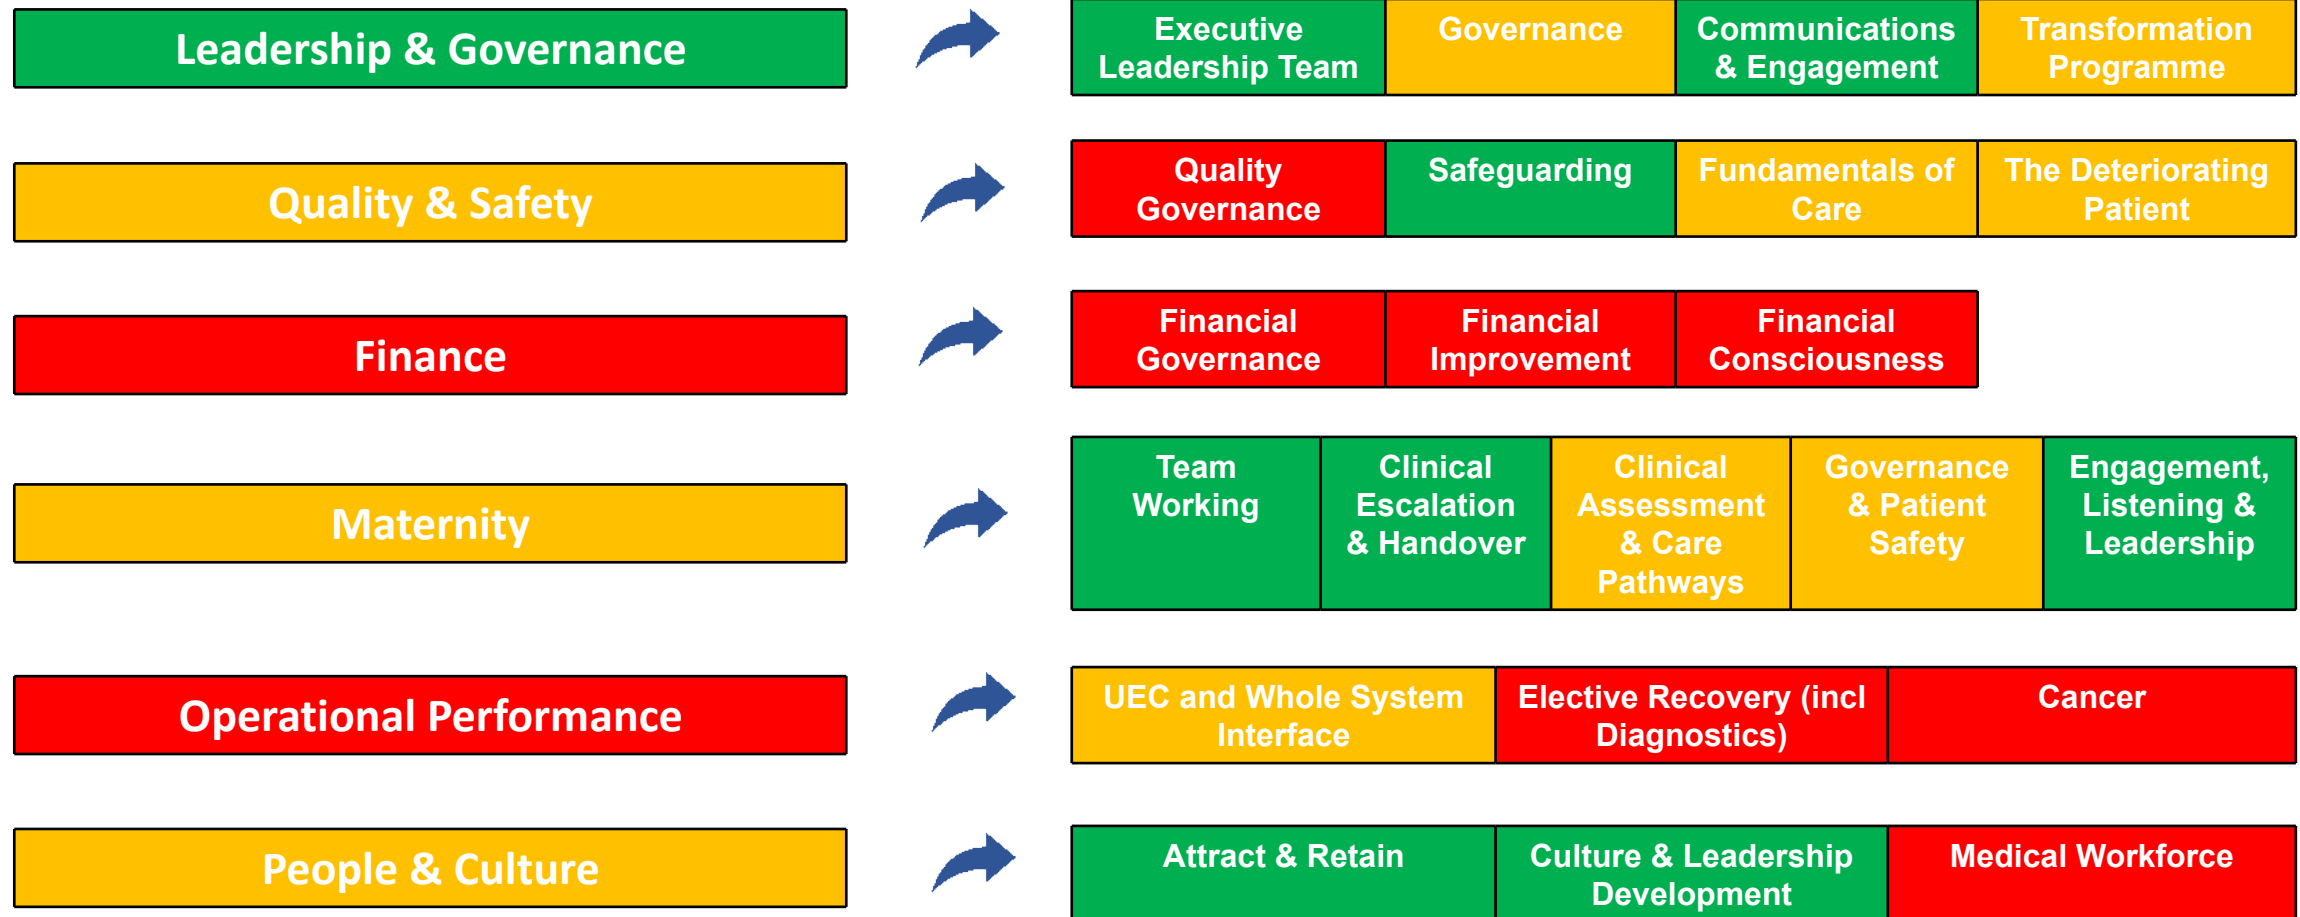 Leadership & Governance
Executive
Leadership Team
Governance
Communications
& Engagement
Transformation
Programme
Quality & Safety
Quality
Governance
Safeguarding
Fundamentals of
Care
The Deteriorating
Patient
Finance
Financial
Governance
Financial
Improvement
Financial
Consciousness
Maternity
Team
Working
Clinical
Escalation
& Handover
Clinical
Assessment
& Care
Pathways
Governance
& Patient
Safety
Engagement,
Listening &
Leadership
Operational Performance
UEC and Whole System
Interface
Elective Recovery (incl
Diagnostics)
Cancer
People & Culture
Attract & Retain
Culture & Leadership
Development
Medical Workforce